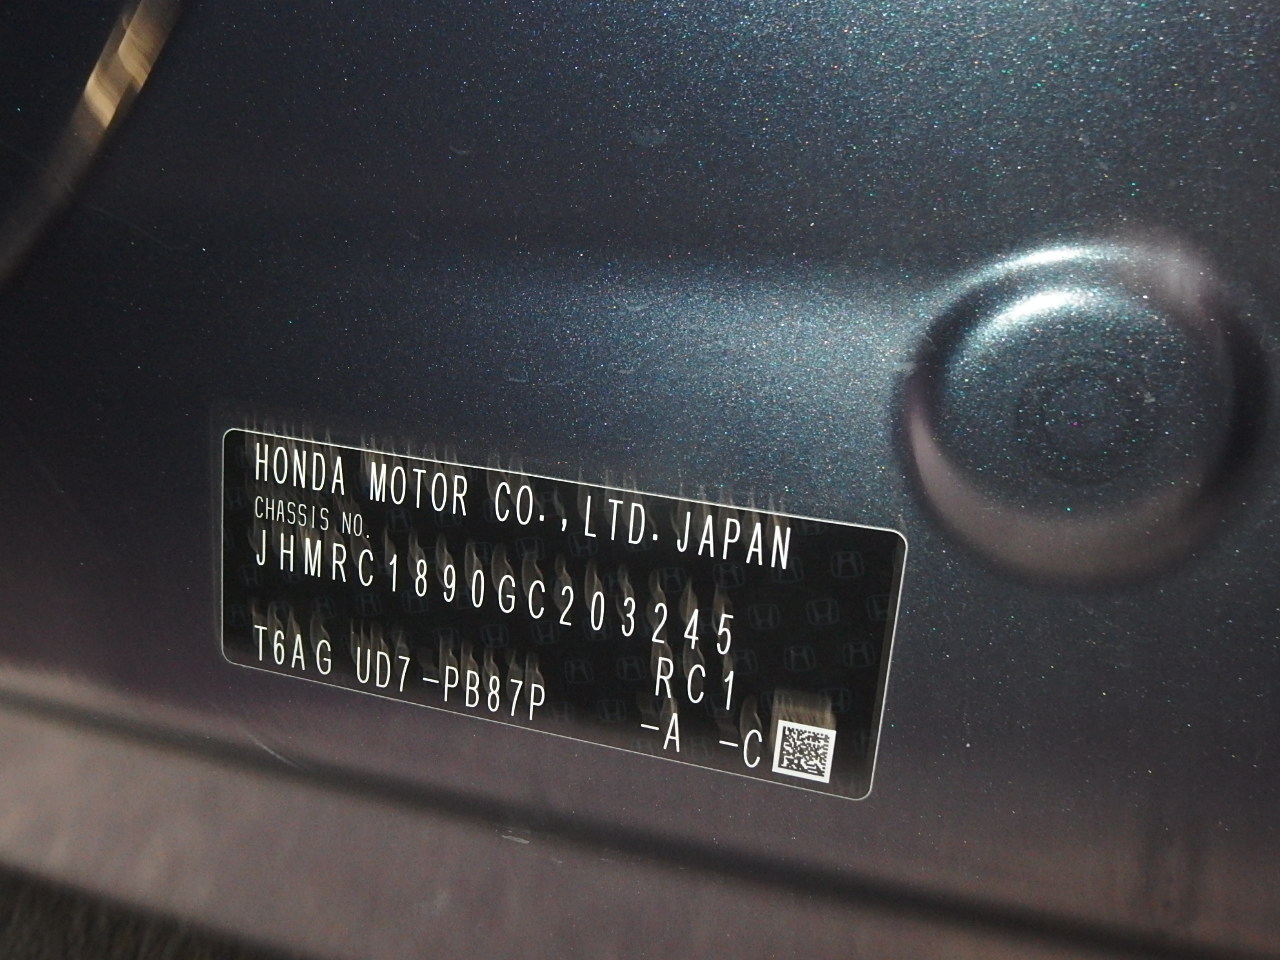 HONDA MOTOR CO.,LTD. JAPAN
CHASSIS NO.
JHMRC1890GC203245
T6AG UD7-PB87P RC1
-A -C